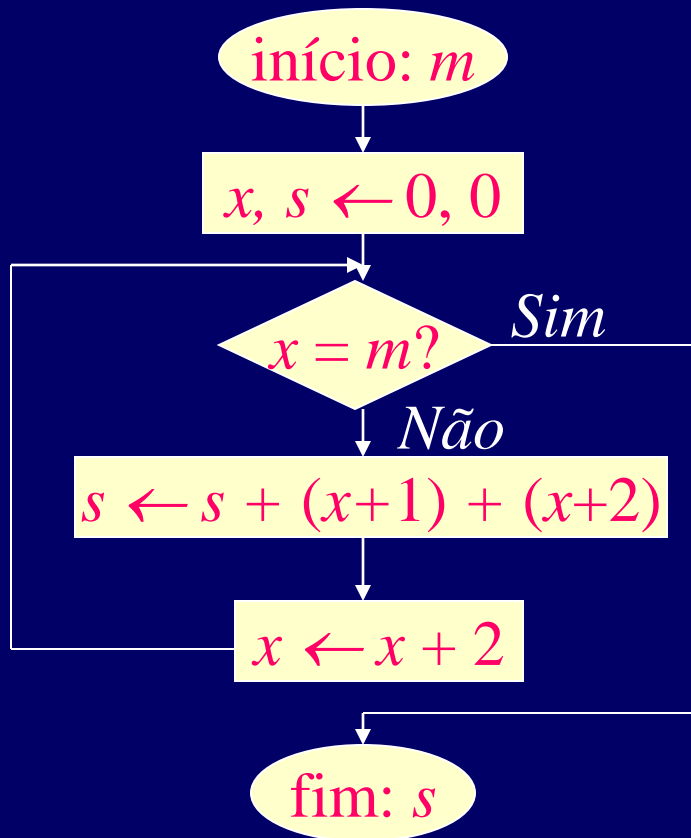 início: m
x, s ← 0, 0
x = m?
Sim
Não
s ← s + (x+1) + (x+2)
x ← x + 2
fim: s